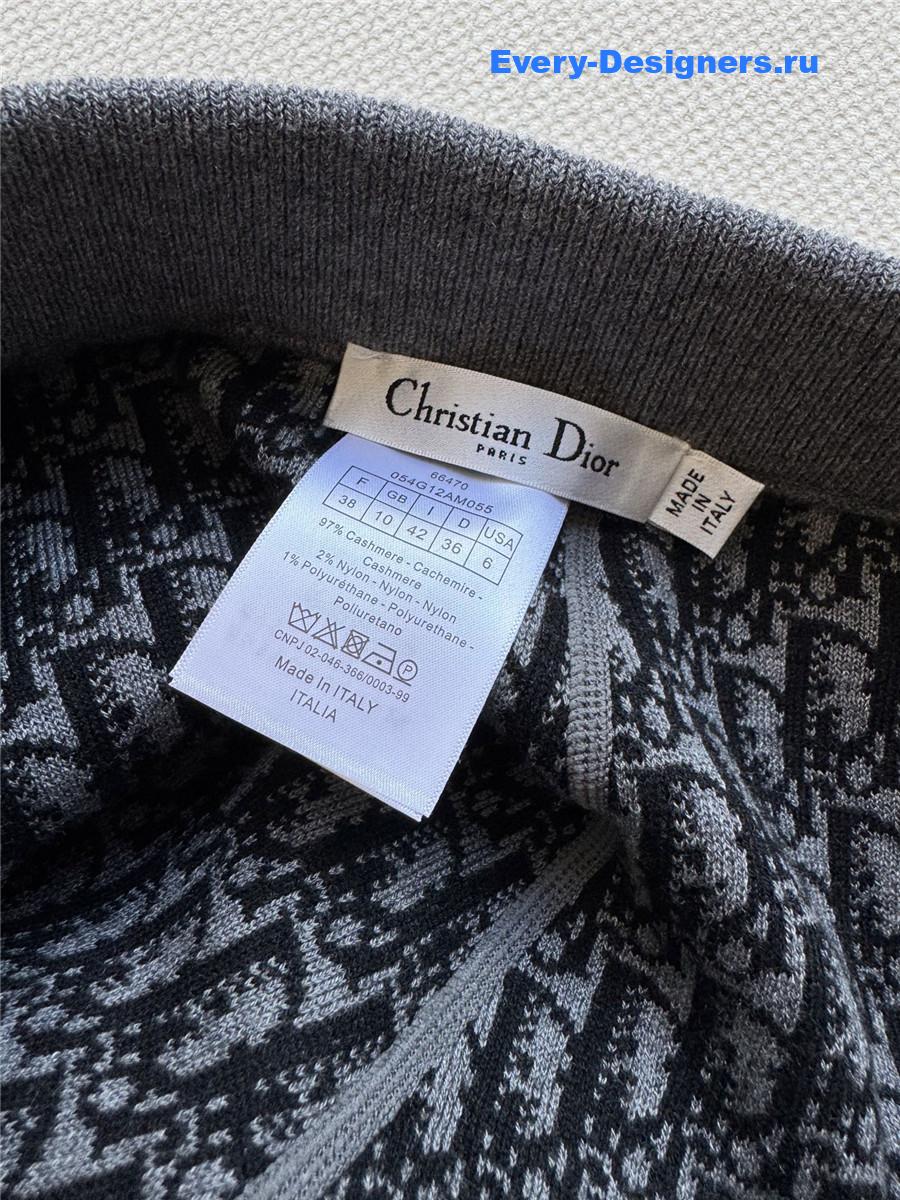 Every-Designers.ru
Christian Dior
PARIS
MADE
IN
ITALY
66470
054G12AM055
F GB I D USA
38 10 42 36 6
97% Cashmere - Cachemire -
Cashmere
2% Nylon - Nylon - Nylon
1% Polyuréthane - Polyurethane -
Poliuretano
P
CNPJ 02-046-366/0003-99
Made In ITALY
ITALIA